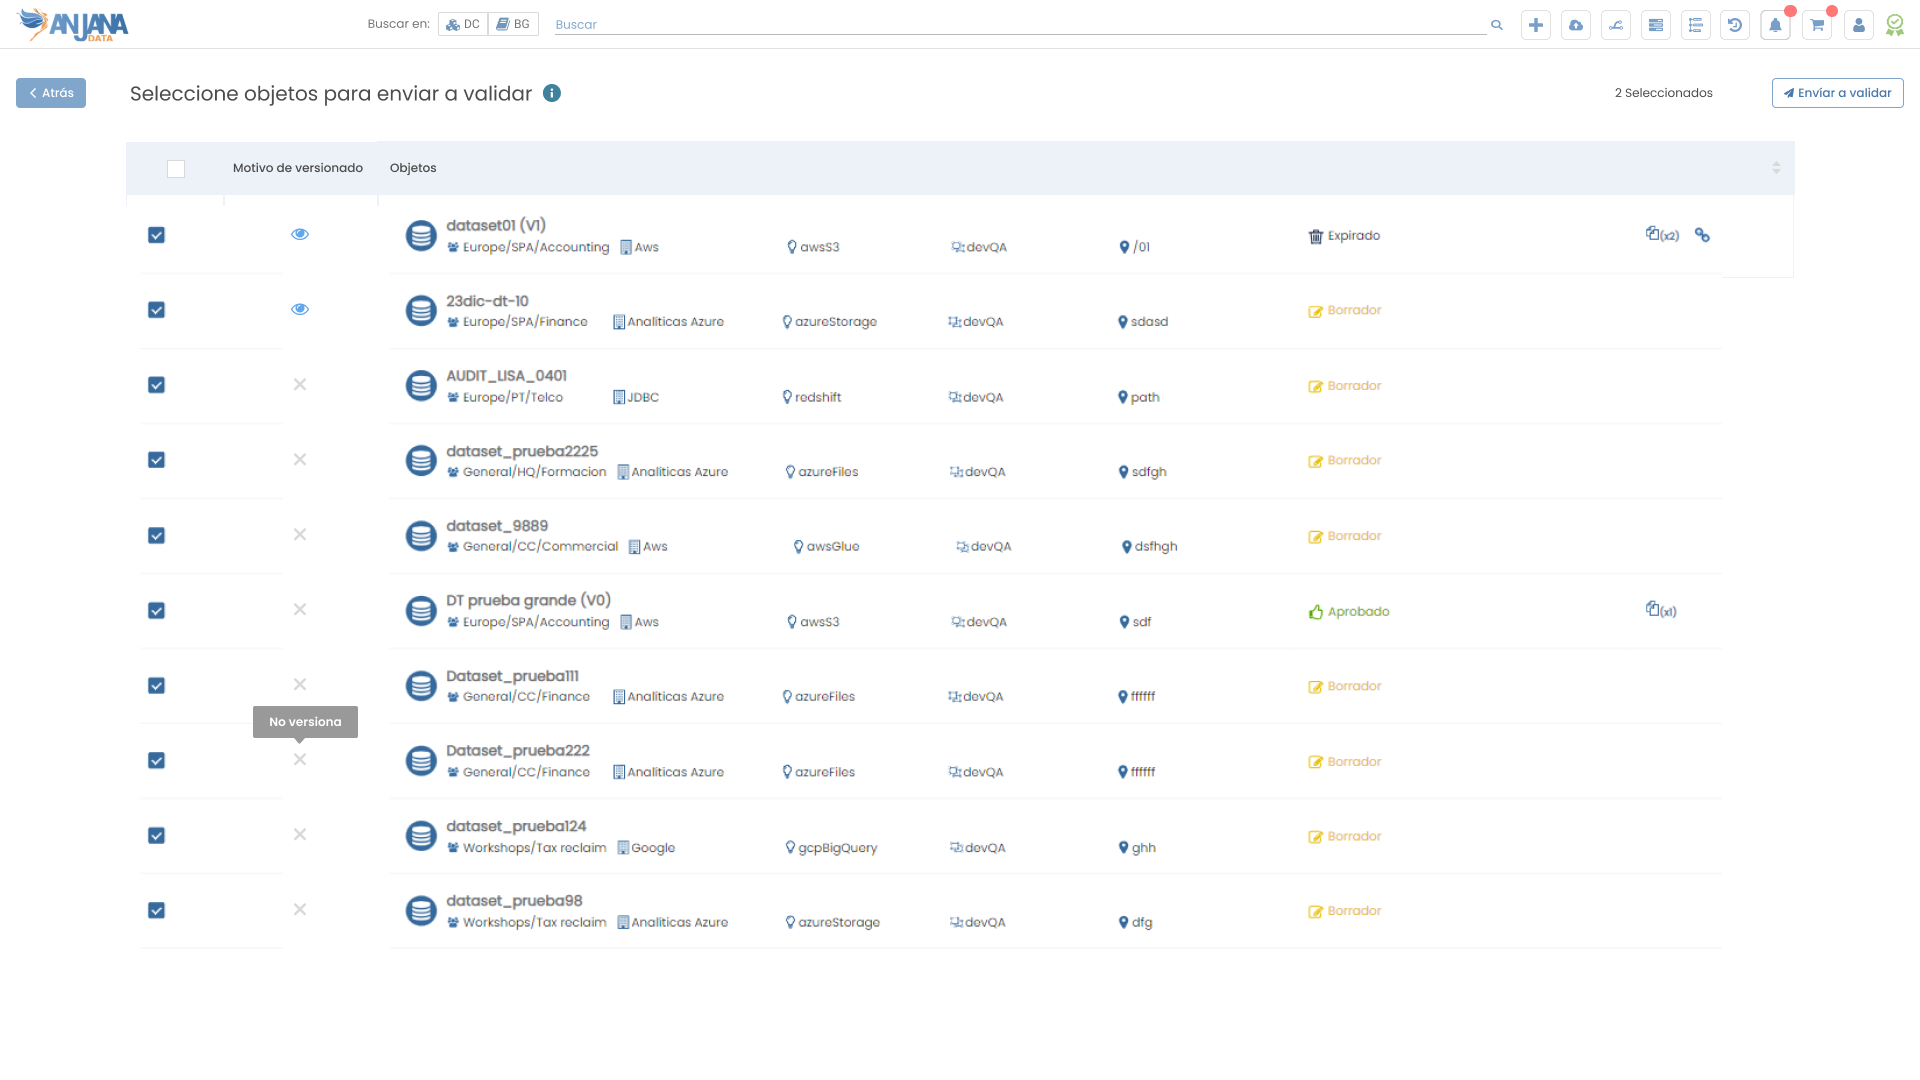 ANJANA DATA
Buscar en: DC BG Buscar
Atrás Seleccione objetos para enviar a validar 2 Seleccionados Envíar a validar
Motivo de versionado Objetos
dataset01 (V1)
Europe/SPA/Accounting Aws awsS3 devQA /01 Expirado (x2)
23dic-dt-10
Europe/SPA/Finance Analíticas Azure azureStorage devQA sdasd Borrador
AUDIT_LISA_0401
Europe/PT/Telco JDBC redshift devQA path Borrador
dataset_prueba2225
General/HQ/Formacion Analíticas Azure azureFiles devQA sdfgh Borrador
dataset_9889
General/CC/Commercial Aws awsGlue devQA dsfhgh Borrador
DT prueba grande (V0)
Europe/SPA/Accounting Aws awsS3 devQA sdf Aprobado (x1)
Dataset_prueba111
General/CC/Finance Analíticas Azure azureFiles devQA ffffff Borrador
No versiona
Dataset_prueba222
General/CC/Finance Analíticas Azure azureFiles devQA ffffff Borrador
dataset_prueba124
Workshops/Tax reclaim Google gcpBigQuery devQA ghh Borrador
dataset_prueba98
Workshops/Tax reclaim Analíticas Azure azureStorage devQA dfg Borrador